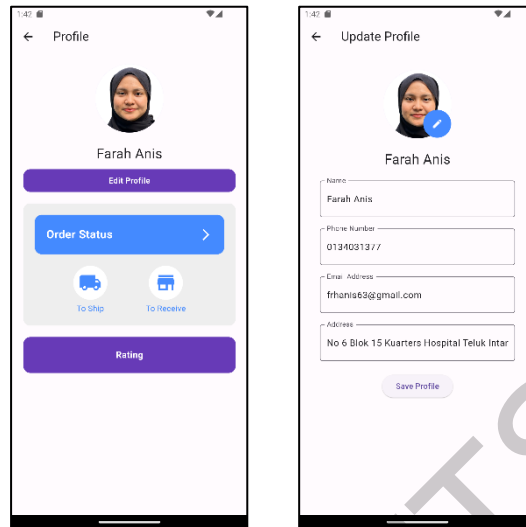 1:42
Profile
Farah Anis
Edit Profile
Order Status
To Ship
To Receive
Rating
1:42
Update Profile
Farah Anis
Name
Farah Anis
Phone Number
0134031377
Email Address
frhanis63@gmail.com
Address
No 6 Blok 15 Kuarters Hospital Teluk Intan
Save Profile